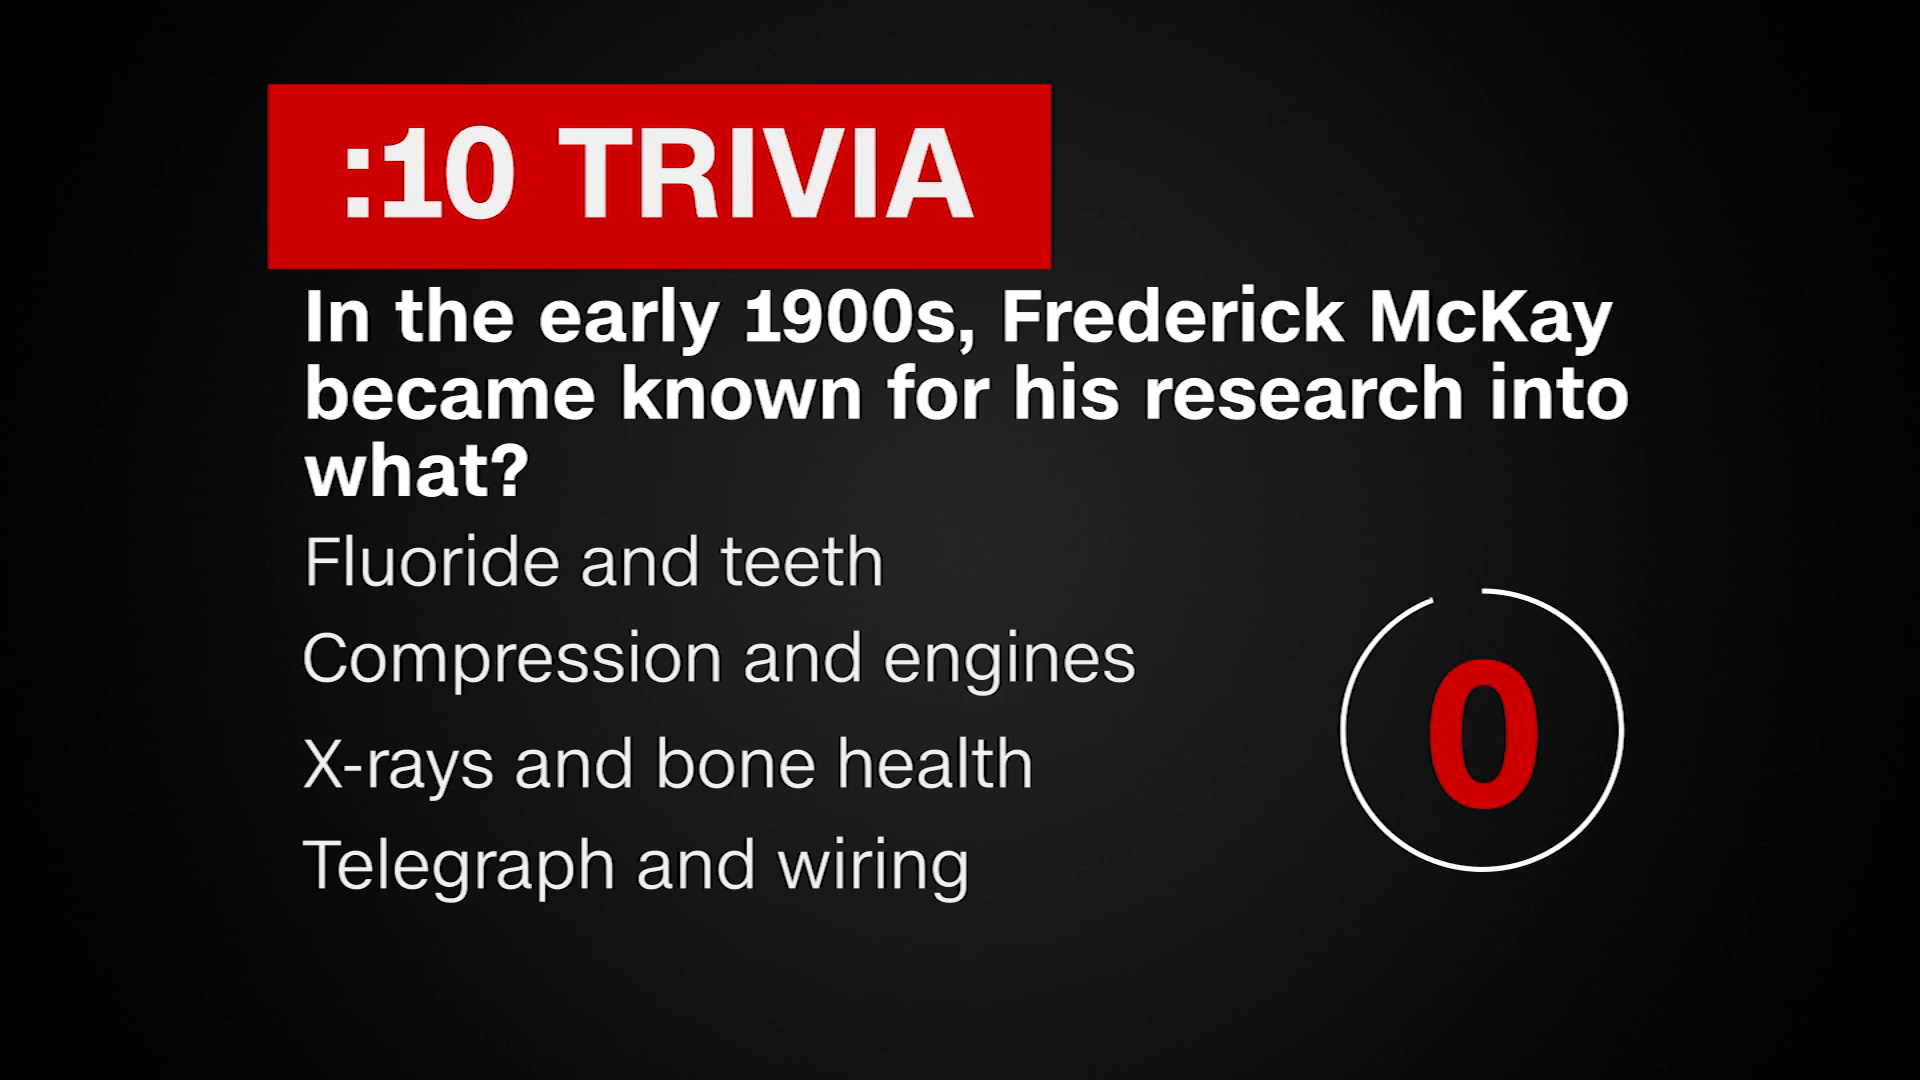 :10 TRIVIA
In the early 1900s, Frederick McKay
became known for his research into
what?
Fluoride and teeth
Compression and engines
X-rays and bone health
Telegraph and wiring
0